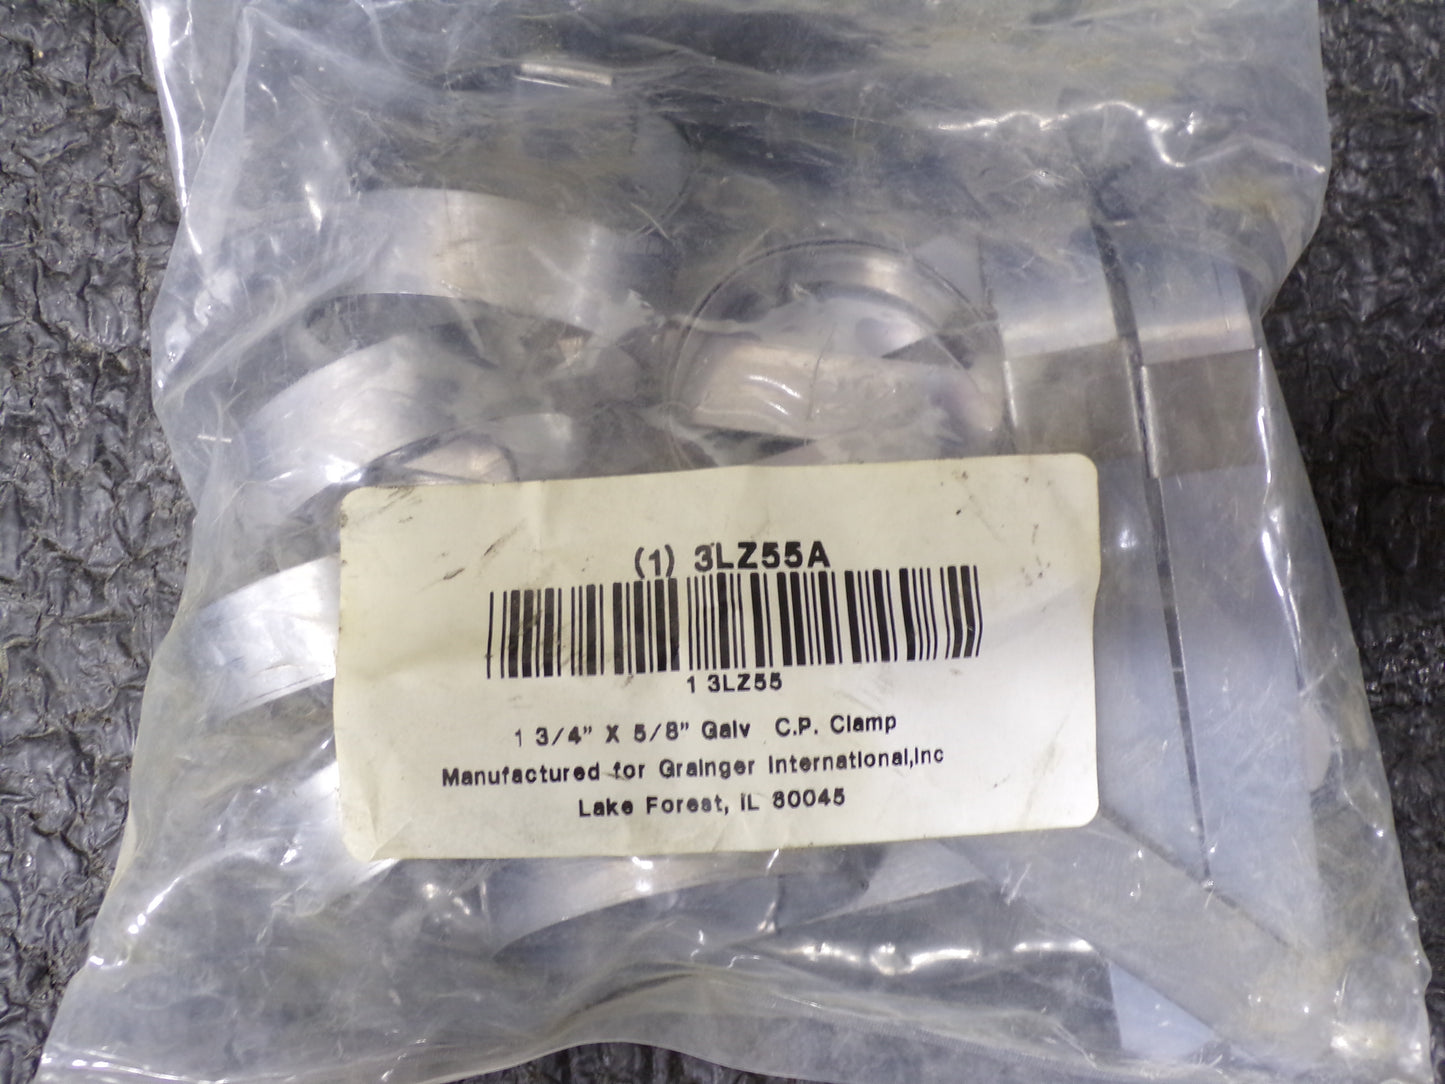 (1) 3LZ55A
1 3LZ55
1 3/4" X 5/8" Galv C.P. Clamp
Manufactured for Grainger International,Inc
Lake Forest, IL 80045